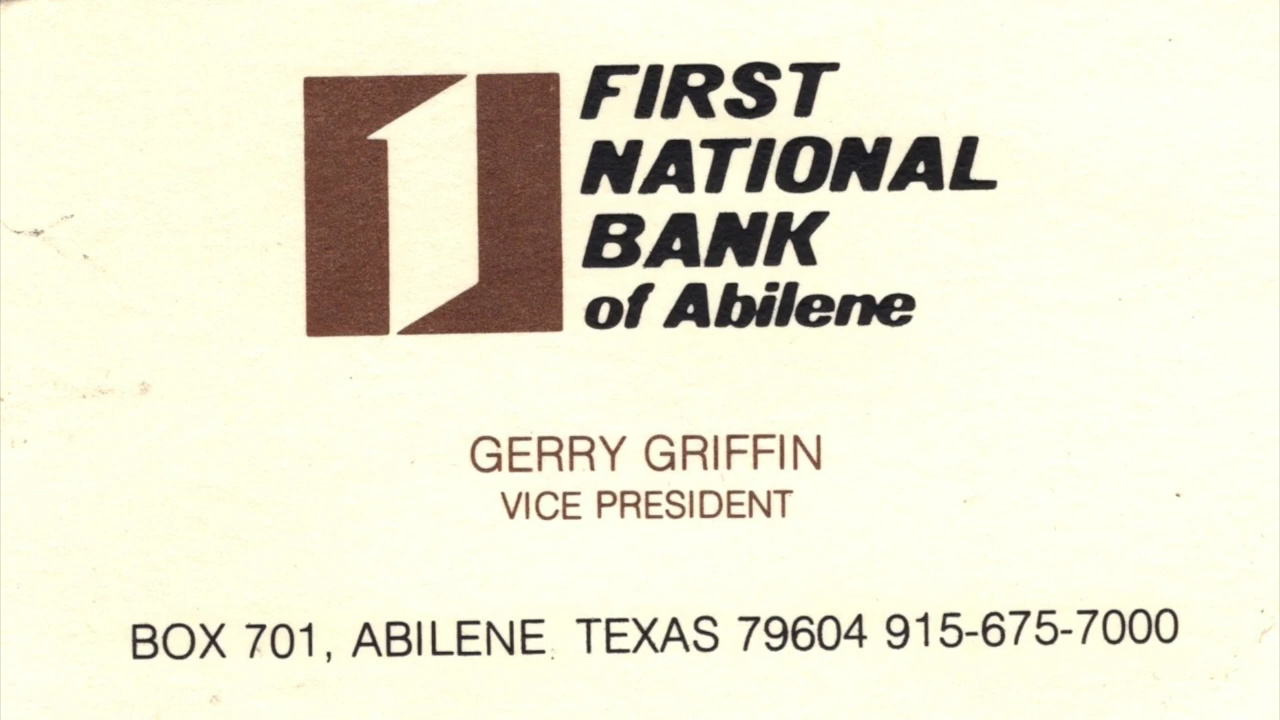 FIRST
NATIONAL
BANK
of Abilene
GERRY GRIFFIN
VICE PRESIDENT
BOX 701, ABILENE. TEXAS 79604 915-675-7000